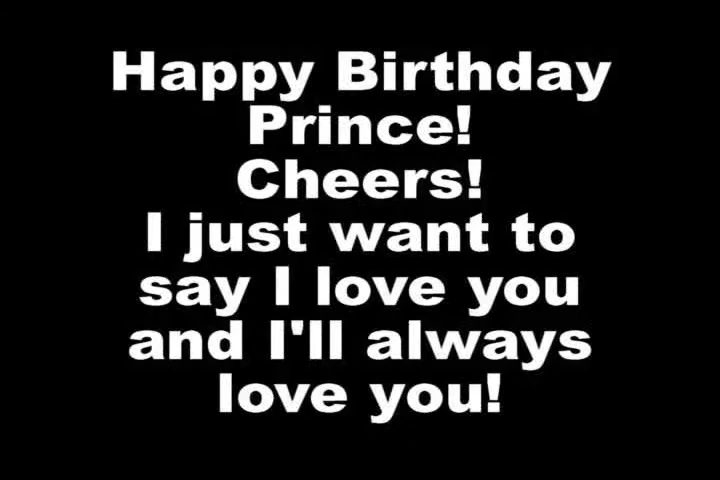 Happy Birthday
Prince!
Cheers!
I just want to
say I love you
and I'll always
love you!